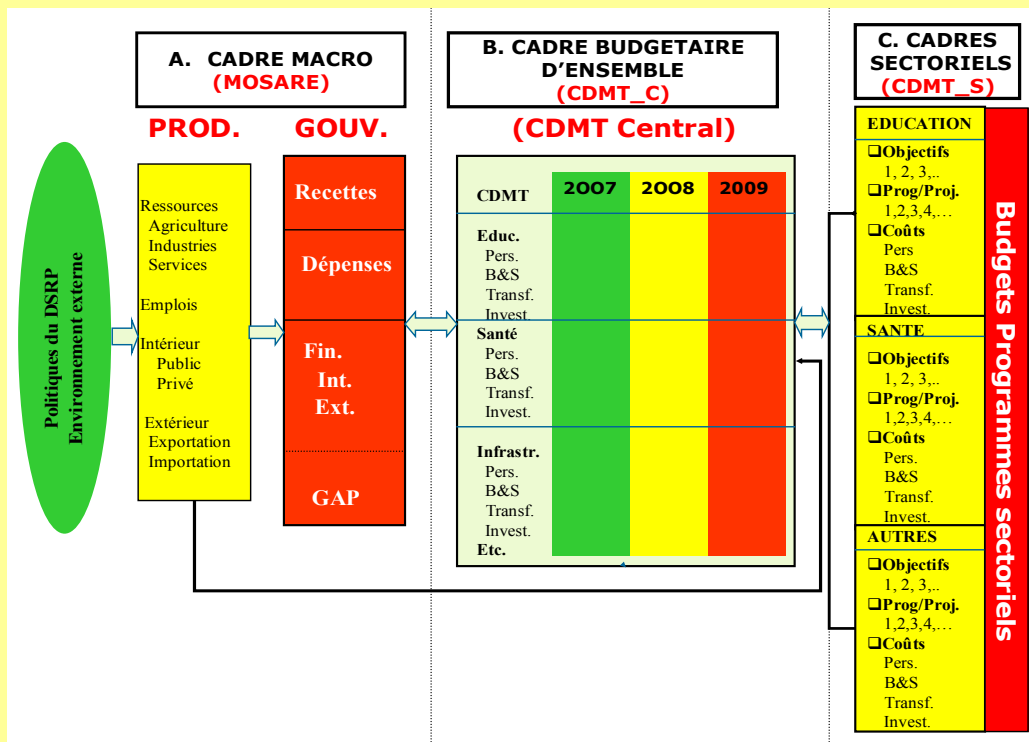 A. CADRE MACRO
(MOSARE)
B. CADRE BUDGETAIRE
D'ENSEMBLE
(CDMT_C)
C. CADRES
SECTORIELS
(CDMT_S)
PROD.
GOUV.
(CDMT Central)
Politiques du DSRP
Environnement externe
Ressources
Agriculture
Industries
Services
Emplois
Intérieur
Public
Privé
Extérieur
Exportation
Importation
Recettes
Dépenses
Fin.
Int.
Ext.
GAP
CDMT
2007
2008
2009
Educ.
Pers.
B&S
Transf.
Invest.
Santé
Pers.
B&S
Transf.
Invest.
Infrastr.
Pers.
B&S
Transf.
Invest.
Etc.
EDUCATION
❑Objectifs
1, 2, 3,..
❑Prog/Proj.
1,2,3,4,…
❑Coûts
Pers
B&S
Transf.
Invest.
SANTE
❑Objectifs
1, 2, 3,..
❑Prog/Proj.
1,2,3,4,…
❑Coûts
Pers.
B&S
Transf.
Invest.
AUTRES
❑Objectifs
1, 2, 3,..
❑Prog/Proj.
1,2,3,4,…
❑Coûts
Pers.
B&S
Transf.
Invest.
Budgets Programmes sectoriels